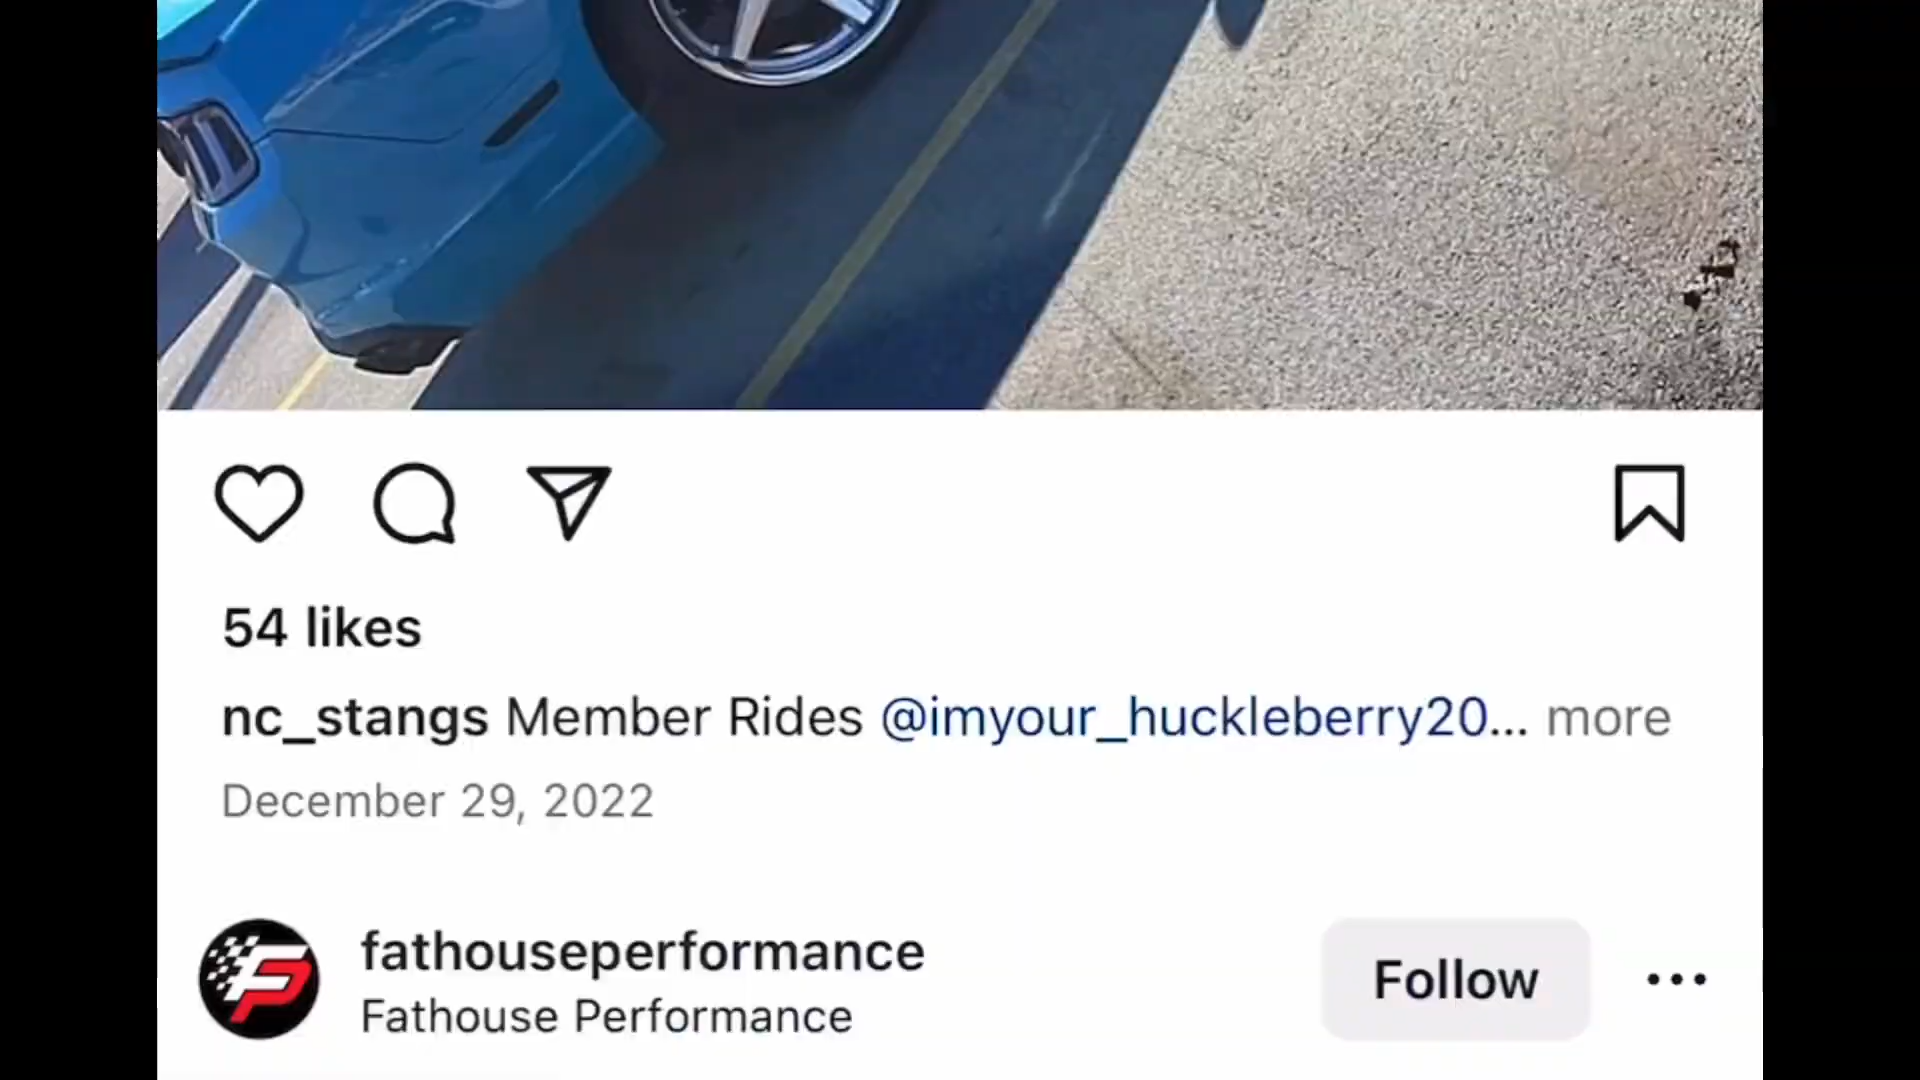 54 likes
nc_stangs Member Rides @imyour_huckleberry20... more
December 29, 2022
fathouseperformance
Fathouse Performance
Follow